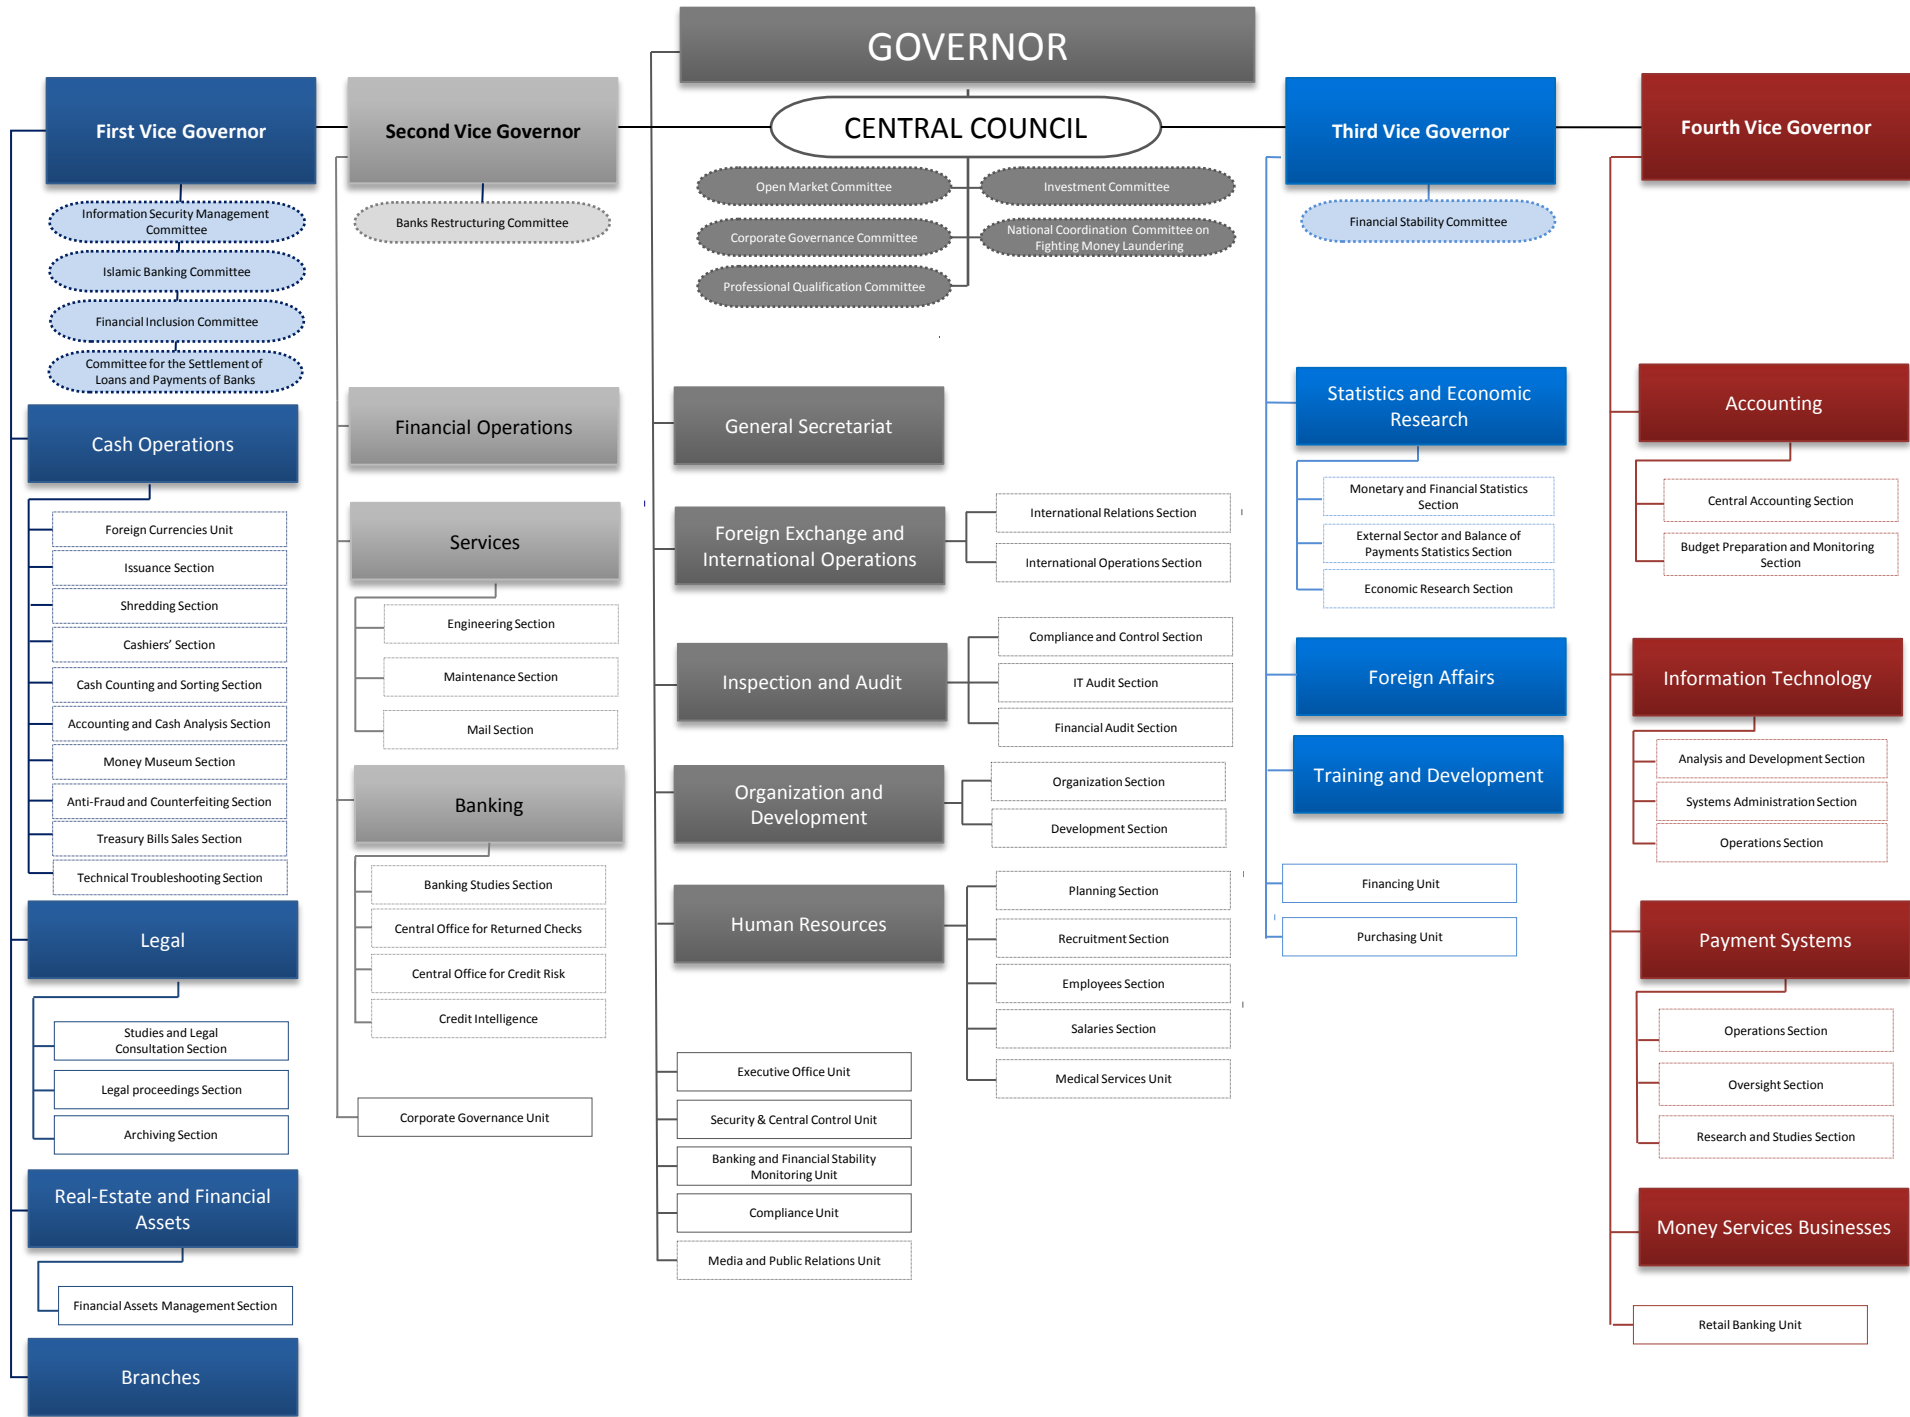 GOVERNOR
CENTRAL COUNCIL
Open Market Committee
Investment Committee
Corporate Governance Committee
National Coordination Committee on
Fighting Money Laundering
Professional Qualification Committee
First Vice Governor
Information Security Management
Committee
Islamic Banking Committee
Financial Inclusion Committee
Committee for the Settlement of
Loans and Payments of Banks
Cash Operations
Foreign Currencies Unit
Issuance Section
Shredding Section
Cashiers' Section
Cash Counting and Sorting Section
Accounting and Cash Analysis Section
Money Museum Section
Anti-Fraud and Counterfeiting Section
Treasury Bills Sales Section
Technical Troubleshooting Section
Legal
Studies and Legal
Consultation Section
Legal proceedings Section
Archiving Section
Real-Estate and Financial
Assets
Financial Assets Management Section
Branches
Second Vice Governor
Banks Restructuring Committee
Financial Operations
Services
Engineering Section
Maintenance Section
Mail Section
Banking
Banking Studies Section
Central Office for Returned Checks
Central Office for Credit Risk
Credit Intelligence
Corporate Governance Unit
General Secretariat
Foreign Exchange and
International Operations
International Relations Section
International Operations Section
Inspection and Audit
Compliance and Control Section
IT Audit Section
Financial Audit Section
Organization and
Development
Organization Section
Development Section
Human Resources
Planning Section
Recruitment Section
Employees Section
Salaries Section
Medical Services Unit
Executive Office Unit
Security & Central Control Unit
Banking and Financial Stability
Monitoring Unit
Compliance Unit
Media and Public Relations Unit
Third Vice Governor
Financial Stability Committee
Statistics and Economic
Research
Monetary and Financial Statistics
Section
External Sector and Balance of
Payments Statistics Section
Economic Research Section
Foreign Affairs
Training and Development
Financing Unit
Purchasing Unit
Fourth Vice Governor
Accounting
Central Accounting Section
Budget Preparation and Monitoring
Section
Information Technology
Analysis and Development Section
Systems Administration Section
Operations Section
Payment Systems
Operations Section
Oversight Section
Research and Studies Section
Money Services Businesses
Retail Banking Unit